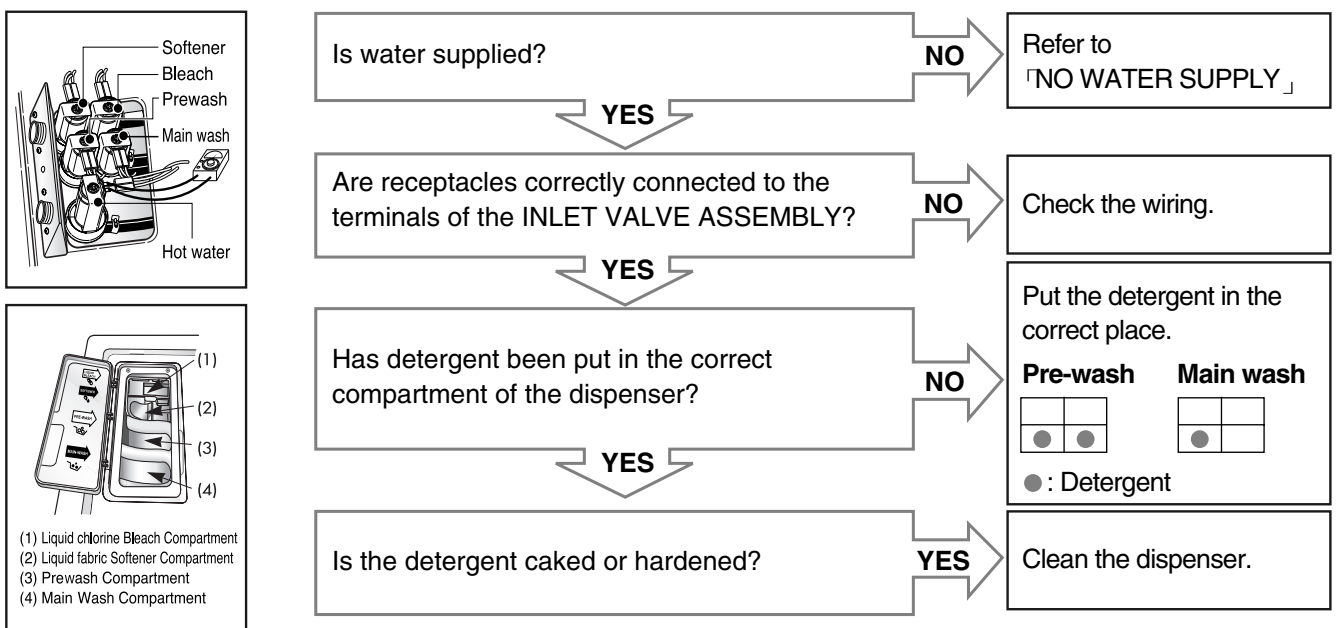 Softener
Bleach
Prewash
Main wash
Hot water
(1)
(2)
(3)
(4)
(1) Liquid chlorine Bleach Compartment
(2) Liquid fabric Softener Compartment
(3) Prewash Compartment
(4) Main Wash Compartment
Is water supplied?
NO
Refer to
「NO WATER SUPPLY」
YES
Are receptacles correctly connected to the
terminals of the INLET VALVE ASSEMBLY?
NO
Check the wiring.
YES
Has detergent been put in the correct
compartment of the dispenser?
NO
Put the detergent in the
correct place.
Pre-wash Main wash
: Detergent
YES
Is the detergent caked or hardened?
YES
Clean the dispenser.